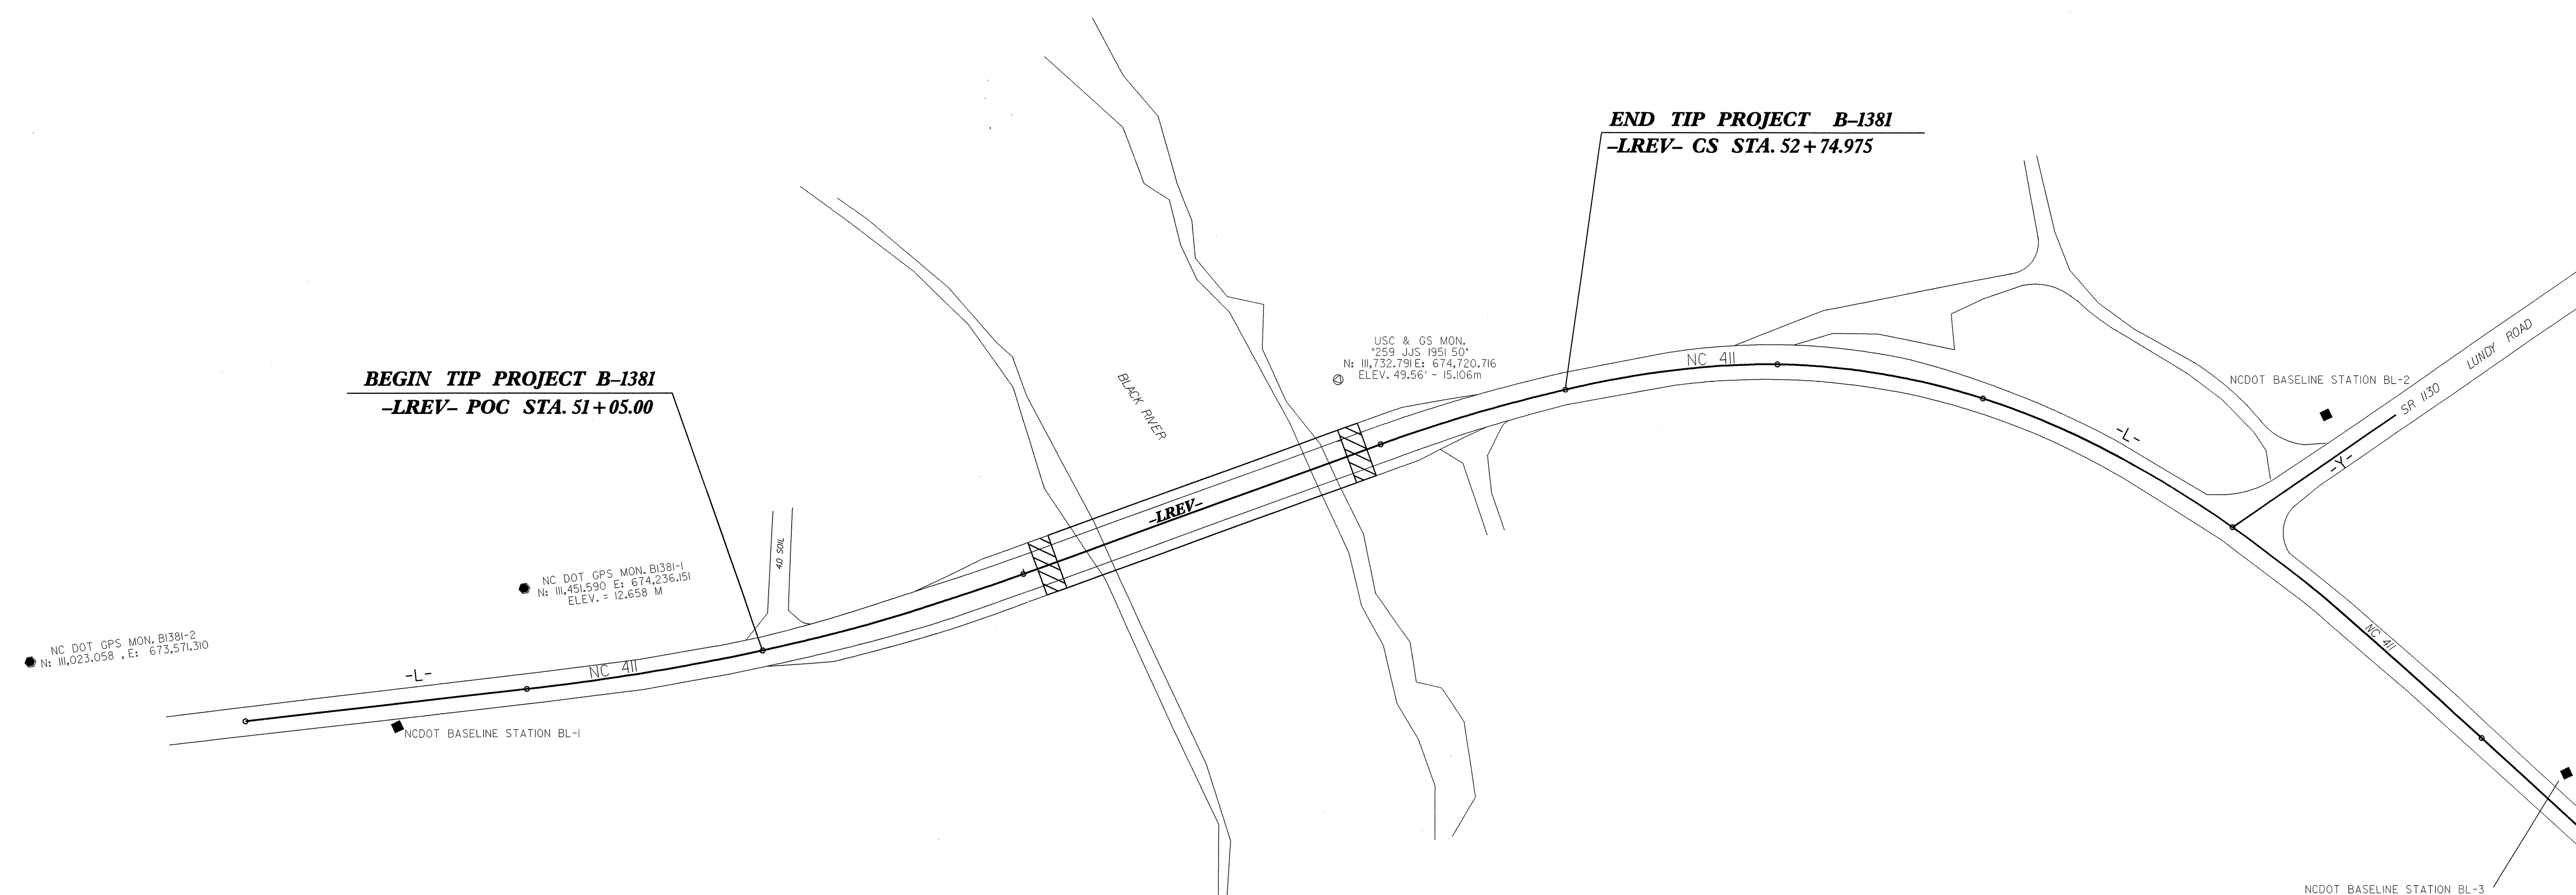 END TIP PROJECT B-1381
-LREV- CS STA. 52+74.975
BEGIN TIP PROJECT B-1381
-LREV- POC STA. 51+05.00
USC & GS MON.
"259 JJS 1951 50"
N: 111,732.791 E: 674,720.716
ELEV. 49.56' - 15.106m
BLACK RIVER
NC 411
NCDOT BASELINE STATION BL-2
SR 1130 LUNDY ROAD
-L-
-Y-
-LREV-
4.0 SOIL
NC DOT GPS MON. B1381-1
N: 111,451.590 E: 674,236.151
ELEV. = 12.658 M
NC DOT GPS MON. B1381-2
N: 111,023.058 , E: 673,571.310
-L-
NC 411
NC 411
NCDOT BASELINE STATION BL-1
NCDOT BASELINE STATION BL-3